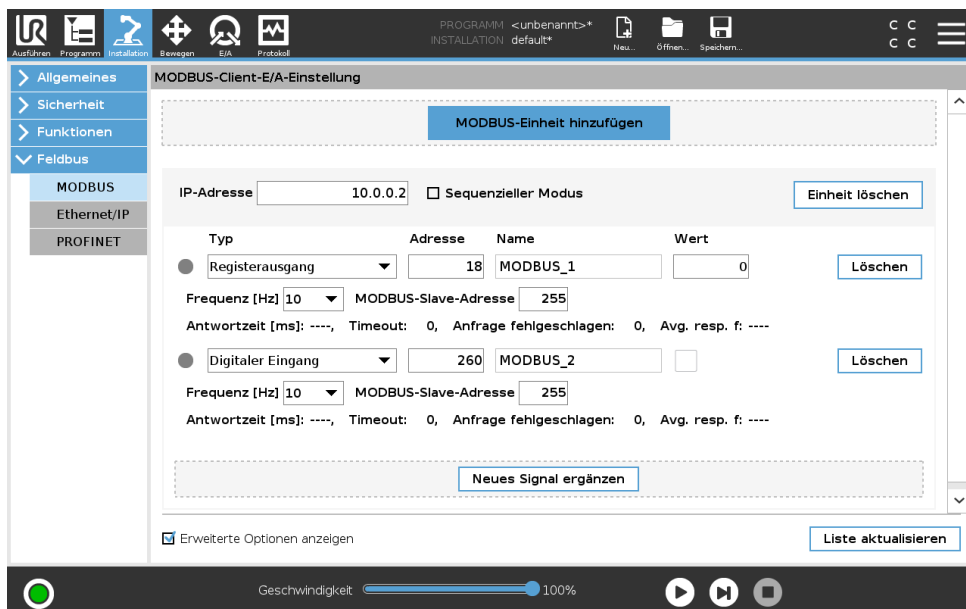 UR
PROGRAMM <unbenannt>*
INSTALLATION default*
C C
C C
Ausführen Programm Installation Bewegen E/A Protokoll Neu... Öffnen... Speichern...
Allgemeines
Sicherheit
Funktionen
Feldbus
MODBUS
Ethernet/IP
PROFINET
MODBUS-Client-E/A-Einstellung
MODBUS-Einheit hinzufügen
IP-Adresse 10.0.0.2 Sequenzieller Modus Einheit löschen
Typ Adresse Name Wert
Registerausgang 18 MODBUS_1 0 Löschen
Frequenz [Hz] 10 MODBUS-Slave-Adresse 255
Antwortzeit [ms]: ----, Timeout: 0, Anfrage fehlgeschlagen: 0, Avg. resp. f: ----
Digitaler Eingang 260 MODBUS_2 Löschen
Frequenz [Hz] 10 MODBUS-Slave-Adresse 255
Antwortzeit [ms]: ----, Timeout: 0, Anfrage fehlgeschlagen: 0, Avg. resp. f: ----
Neues Signal ergänzen
Erweiterte Optionen anzeigen Liste aktualisieren
Geschwindigkeit 100%